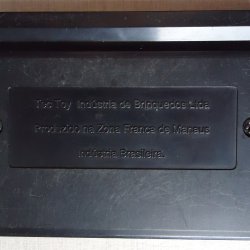 Tec Toy Indústria de Brinquedos Ltda
Produzido na Zona Franca de Manaus
Indústria Brasileira.